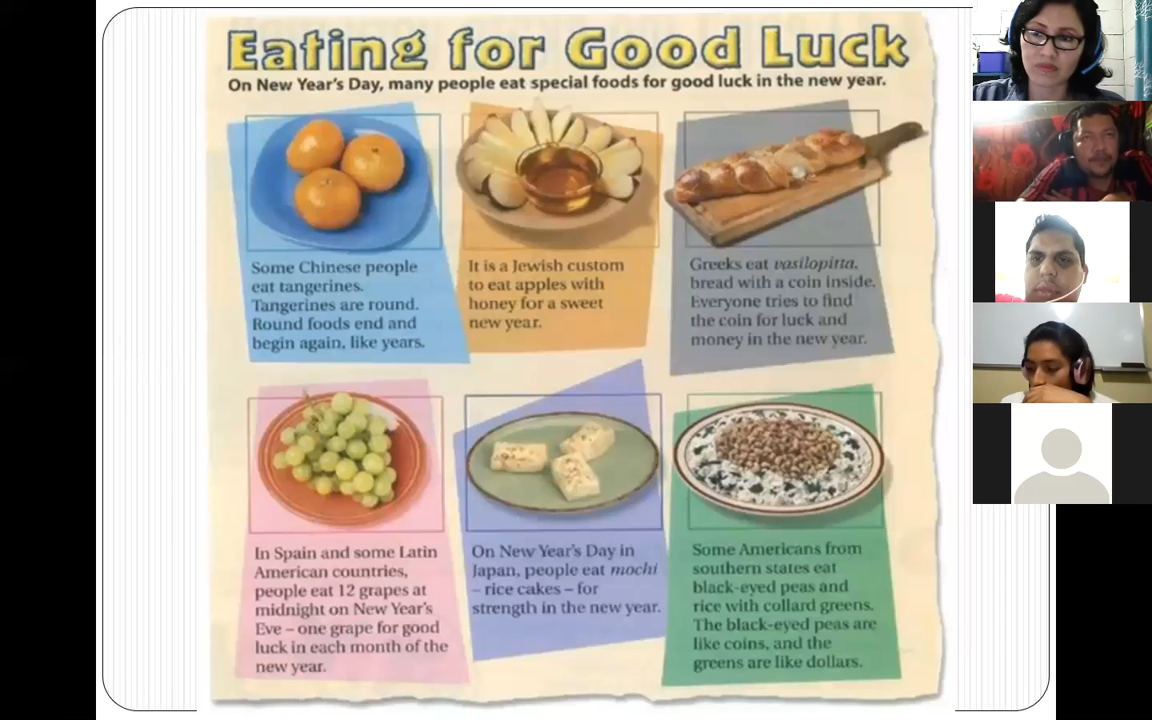 Eating for Good Luck
On New Year's Day, many people eat special foods for good luck in the new year.
Some Chinese people
eat tangerines.
Tangerines are round.
Round foods end and
begin again, like years.
It is a Jewish custom
to eat apples with
honey for a sweet
new year.
Greeks eat vasilopitta,
bread with a coin inside.
Everyone tries to find
the coin for luck and
money in the new year.
In Spain and some Latin
American countries,
people eat 12 grapes at
midnight on New Year's
Eve – one grape for good
luck in each month of the
new year.
On New Year's Day in
Japan, people eat mochi
– rice cakes – for
strength in the new year.
Some Americans from
southern states eat
black-eyed peas and
rice with collard greens.
The black-eyed peas are
like coins, and the
greens are like dollars.